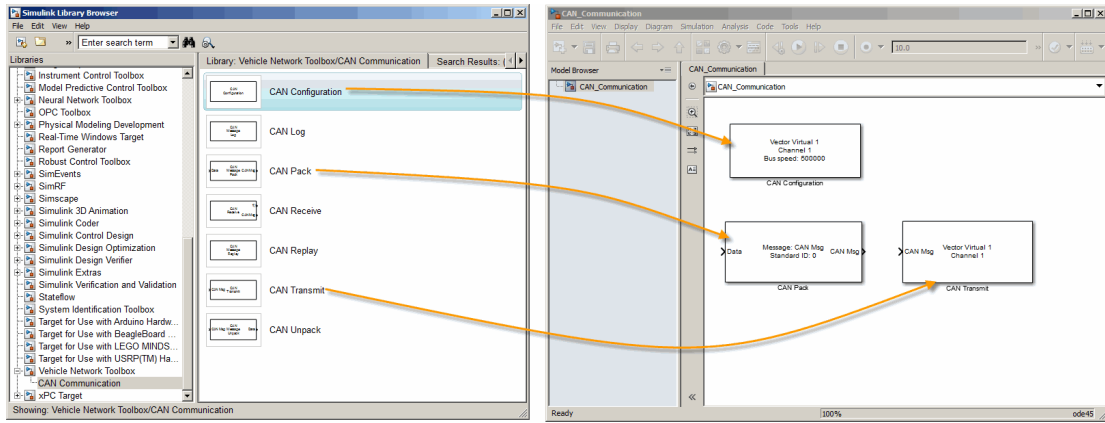 Simulink Library Browser
File Edit View Help
» Enter search term
Libraries
Instrument Control Toolbox
Model Predictive Control Toolbox
Neural Network Toolbox
OPC Toolbox
Physical Modeling Development
Real-Time Windows Target
Report Generator
Robust Control Toolbox
SimEvents
SimRF
Simscape
Simulink 3D Animation
Simulink Coder
Simulink Control Design
Simulink Design Optimization
Simulink Design Verifier
Simulink Extras
Simulink Verification and Validation
Stateflow
System Identification Toolbox
Target for Use with Arduino Hardw...
Target for Use with BeagleBoard ...
Target for Use with LEGO MINDS...
Target for Use with USRP(TM) Ha...
Vehicle Network Toolbox
CAN Communication
xPC Target
Library: Vehicle Network Toolbox/CAN Communication
Search Results: (
CAN Configuration
CAN Log
CAN Pack
CAN Receive
CAN Replay
CAN Transmit
CAN Unpack
Showing: Vehicle Network Toolbox/CAN Communication
CAN_Communication
File Edit View Display Diagram Simulation Analysis Code Tools Help
10.0
»
Model Browser
CAN_Communication
CAN_Communication
CAN_Communication
Vector Virtual 1
Channel 1
Bus speed: 500000
CAN Configuration
Data
Message: CAN Msg
Standard ID: 0
CAN Msg
CAN Pack
CAN Msg
Vector Virtual 1
Channel 1
CAN Transmit
«
Ready
100%
ode45